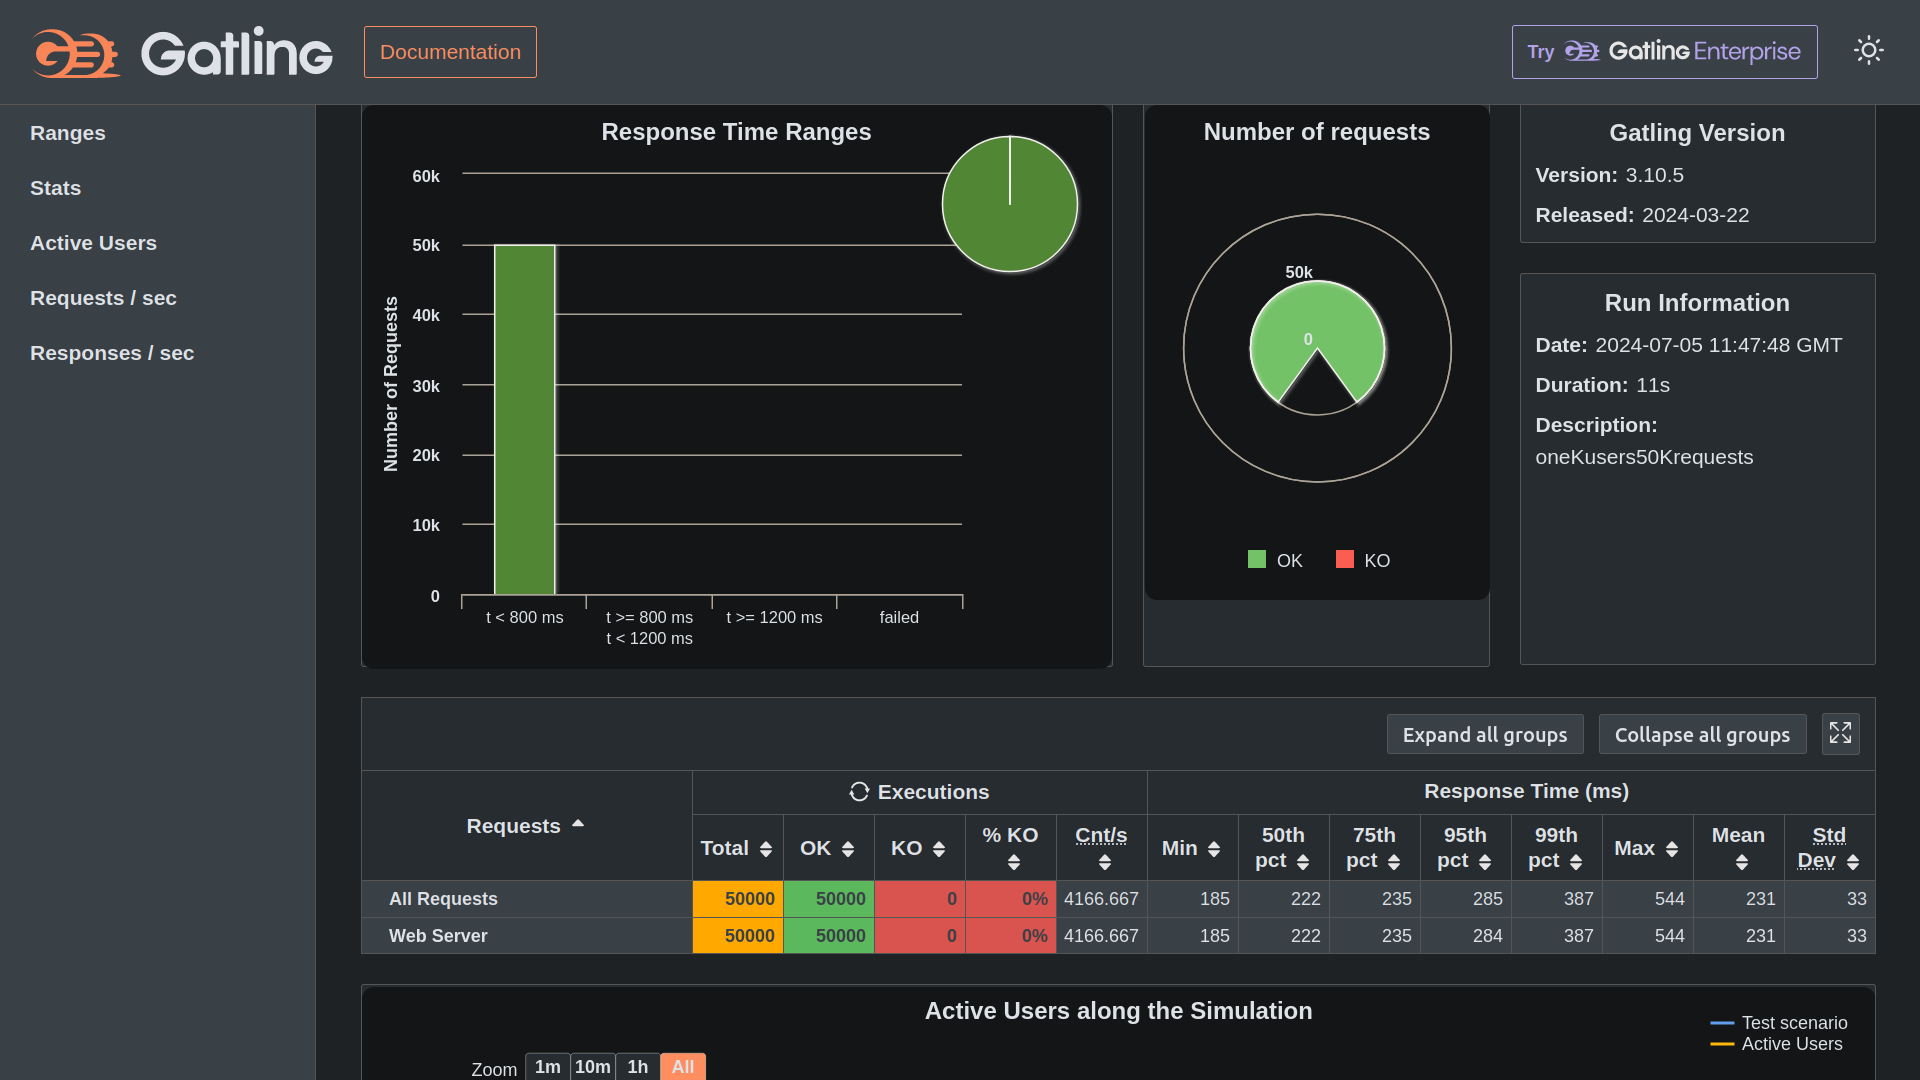 Gatling
Documentation
Try Gatling Enterprise
Ranges
Stats
Active Users
Requests / sec
Responses / sec
Response Time Ranges
Number of Requests
60k
50k
40k
30k
20k
10k
0
t < 800 ms
t >= 800 ms
t < 1200 ms
t >= 1200 ms
failed
Number of requests
50k
0
OK
KO
Gatling Version
Version: 3.10.5
Released: 2024-03-22
Run Information
Date: 2024-07-05 11:47:48 GMT
Duration: 11s
Description:
oneKusers50Krequests
Expand all groups
Collapse all groups
Requests
Executions
Response Time (ms)
Total
OK
KO
% KO
Cnt/s
Min
50th
pct
75th
pct
95th
pct
99th
pct
Max
Mean
Std
Dev
All Requests 50000 50000 0 0% 4166.667 185 222 235 285 387 544 231 33
Web Server 50000 50000 0 0% 4166.667 185 222 235 284 387 544 231 33
Active Users along the Simulation
Test scenario
Active Users
Zoom 1m 10m 1h All